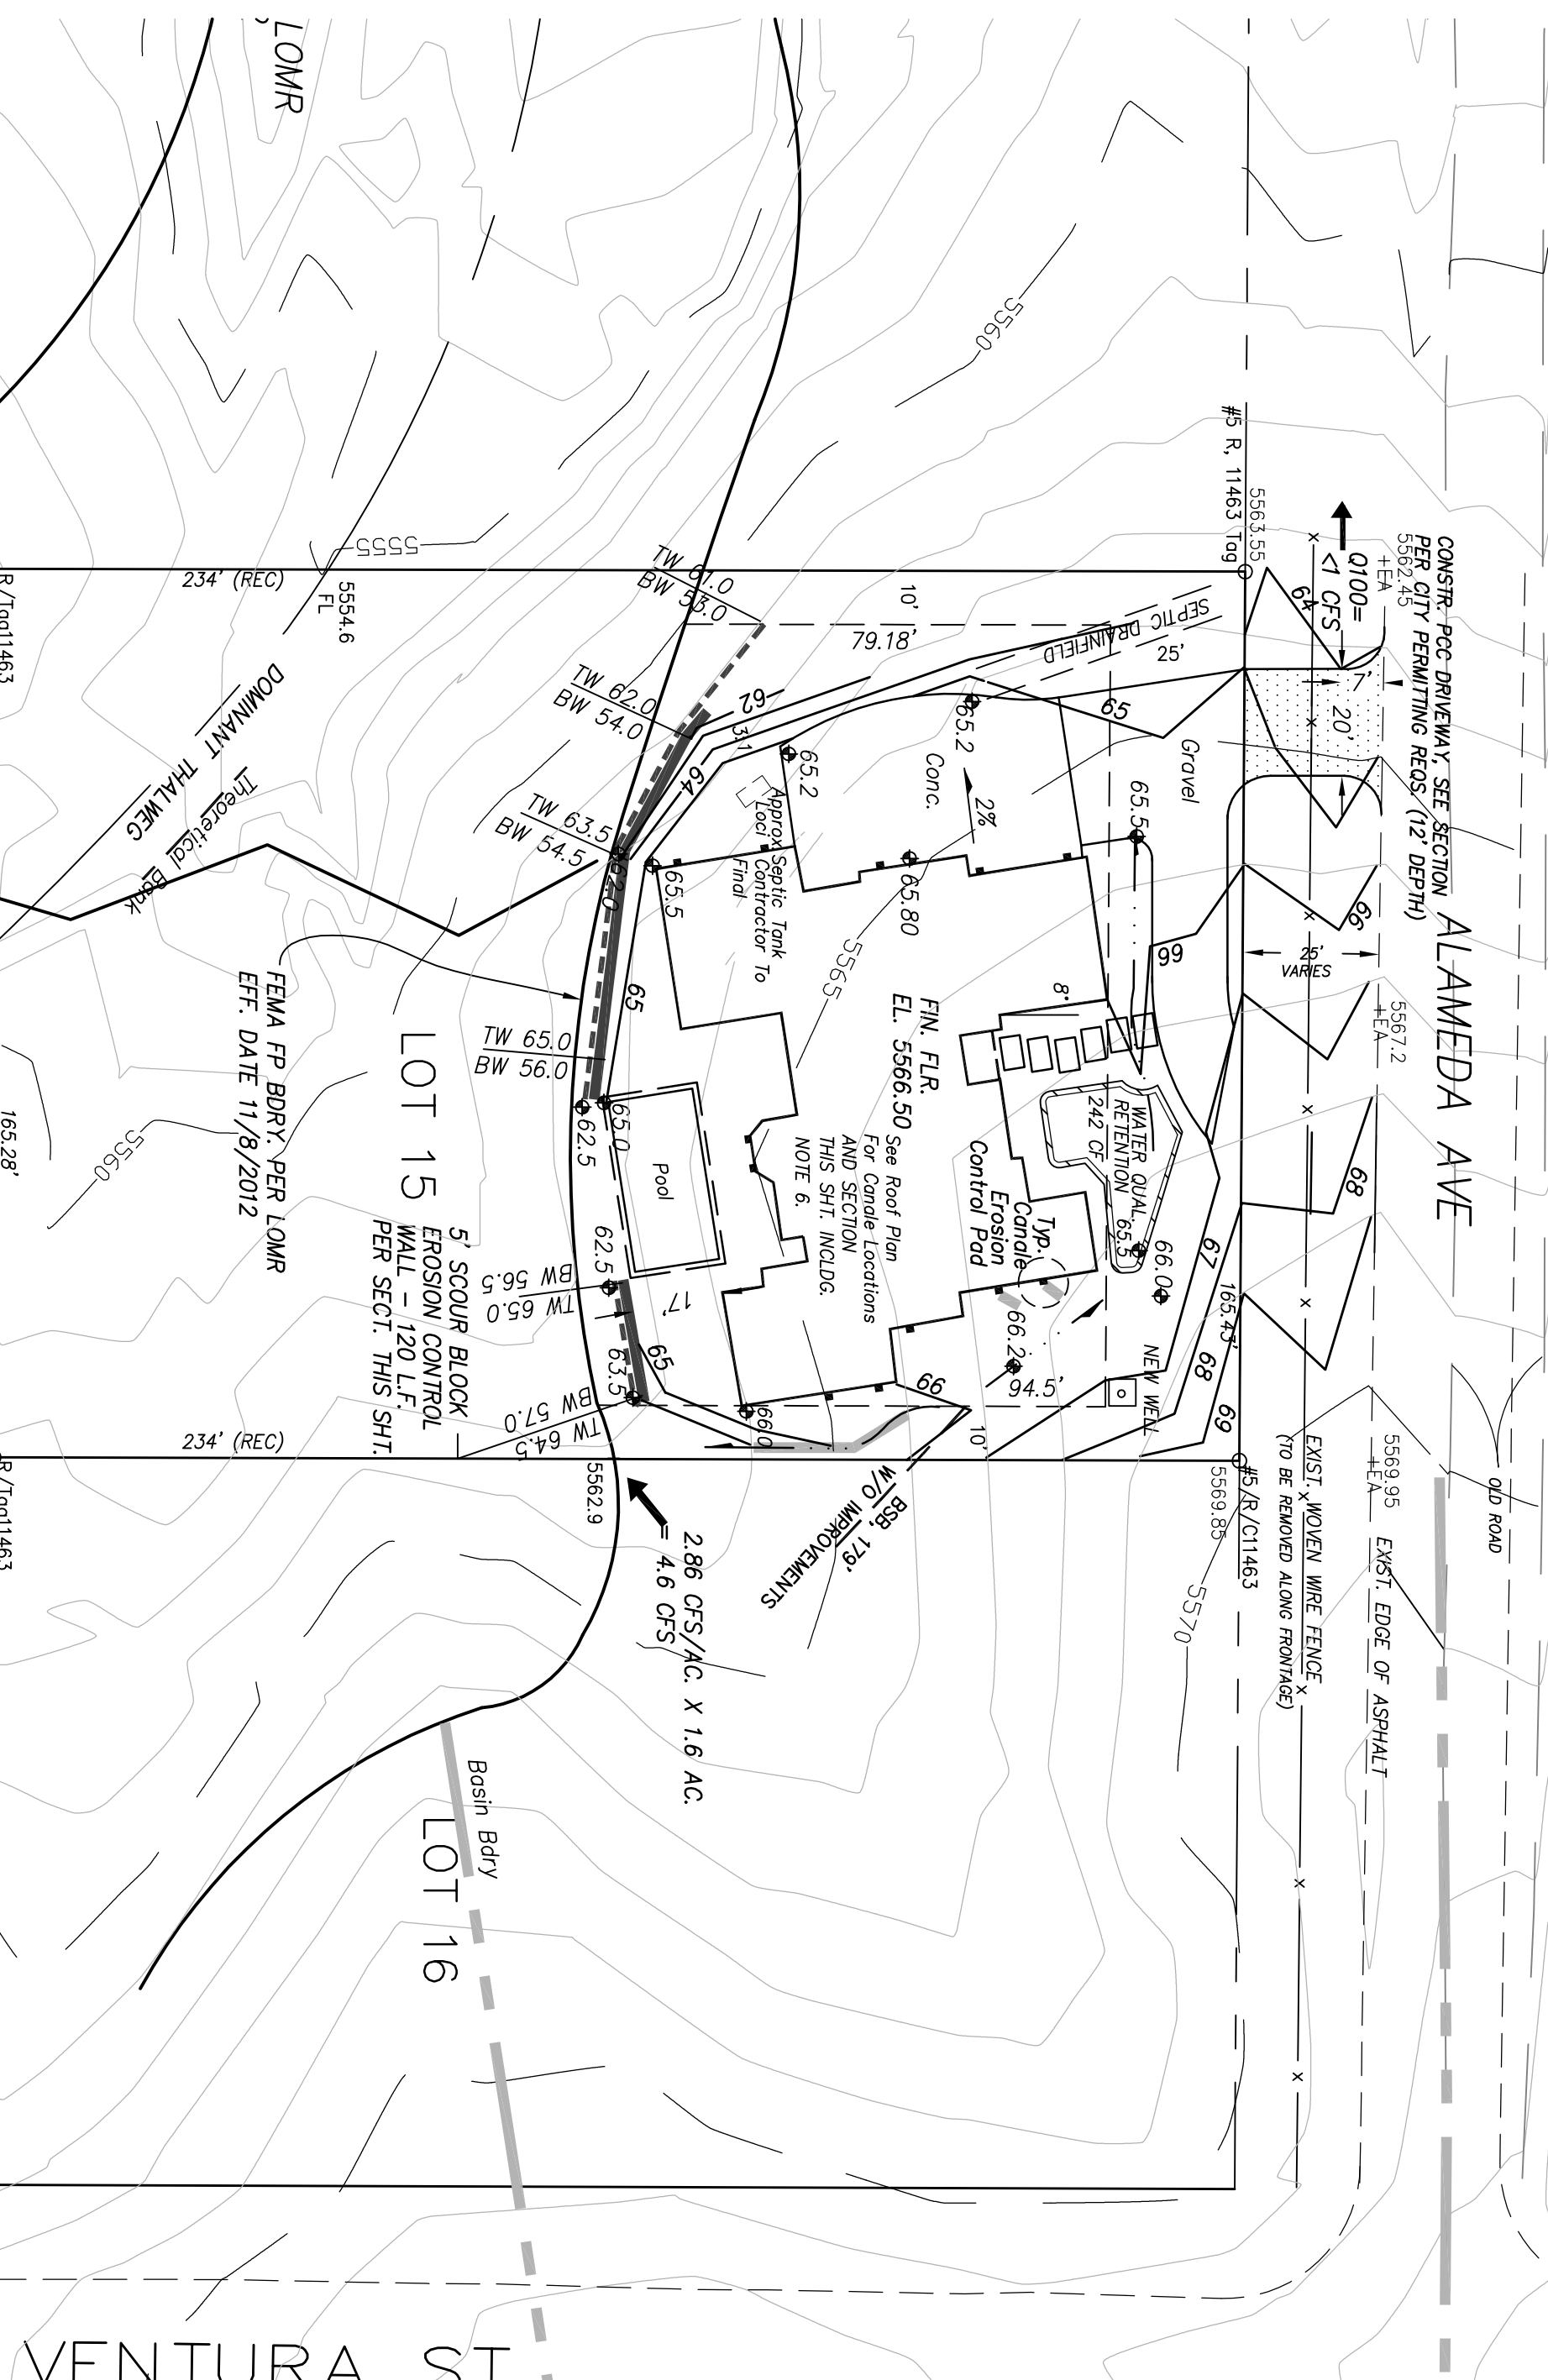 ALAMEDA AVE
OLD ROAD
CONSTR. PCC DRIVEWAY, SEE SECTION
PER CITY PERMITTING REQS. (12' DEPTH)
5562.45
+EA
5567.2
+EA
5569.95
+EA
EXIST. EDGE OF ASPHALT
EXIST. WOVEN WIRE FENCE
(TO BE REMOVED ALONG FRONTAGE)
Q100=
<1 CFS
7'
20'
25'
VARIES
64
66
68
5563.55
#5 R, 11463 Tag
#5/R/C11463
5569.85
165.43'
5570
67
68
69
NEW WELL
SEPTIC DRAINFIELD
25'
10'
79.18'
65
Gravel
65.5
66
8'
WATER QUAL.
RETENTION
242 CF
65.5
66.0
Typ.
Canale
Erosion
Control Pad
66.2
94.5'
10'
5560
65.2
Conc.
2%
65.80
5565
FIN. FLR.
EL. 5566.50
See Roof Plan
For Canale Locations
AND SECTION
THIS SHT. INCLDG.
NOTE 6.
66
66.0
BSB, 179'
W/O IMPROVEMENTS
65.2
Approx Septic Tank
Loci Contractor To
Final
62
3:1
64
65.5
65
62.0
65.0
62.5
Pool
17'
62.5
65
63.5
TW 61.0
BW 53.0
TW 62.0
BW 54.0
TW 63.5
BW 54.5
TW 65.0
BW 56.0
TW 65.0
BW 56.5
TW 64.5
BW 57.0
2.86 CFS/AC. X 1.6 AC.
= 4.6 CFS
5562.9
5' SCOUR BLOCK
EROSION CONTROL
WALL - 120 L.F.
PER SECT. THIS SHT.
LOT 15
LOT 16
Basin Bdry
FEMA FP BDRY. PER LOMR
EFF. DATE 11/8/2012
5555
5554.6
FL
234' (REC)
234' (REC)
DOMINANT THALWEG
Theoretical Bank
5560
165.28'
LOMR
R/Tag11463
R/Tag11463
VENTURA ST